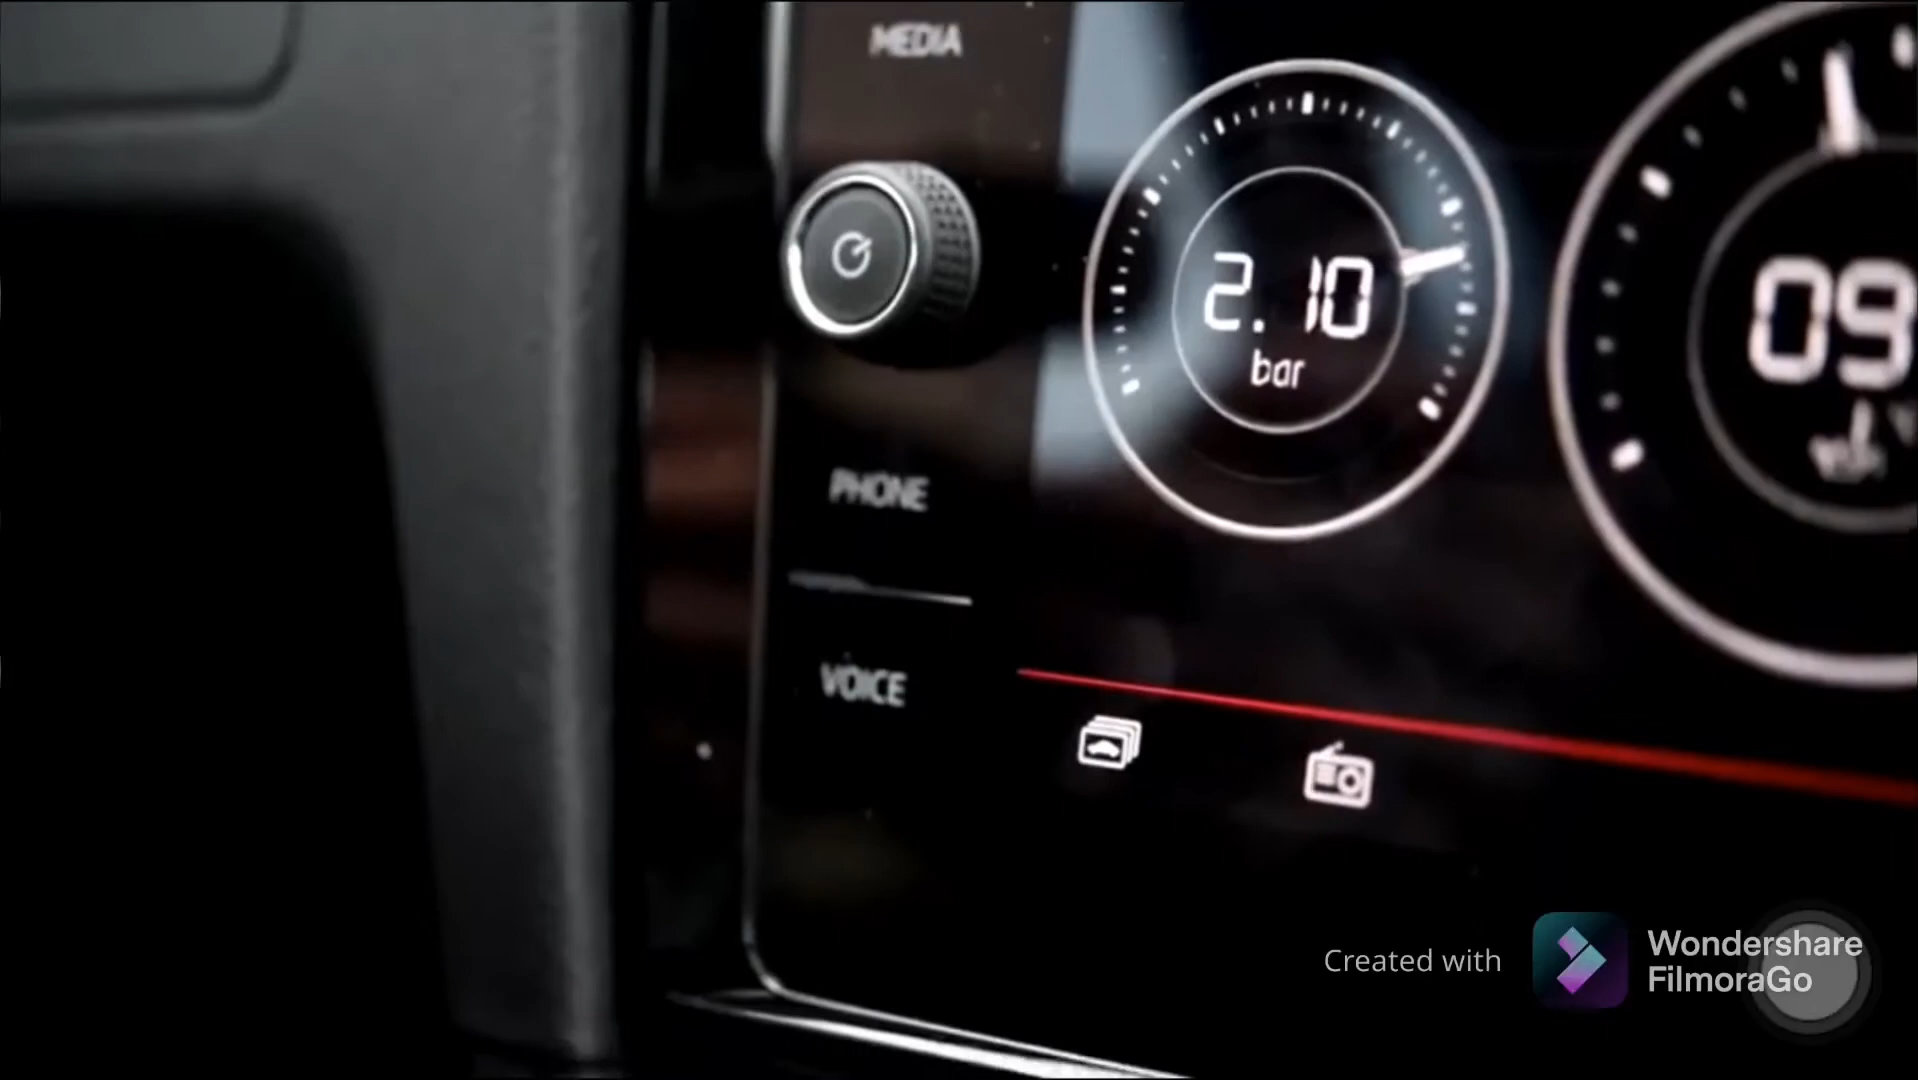 MEDIA
2.10
bar
09
PHONE
VOICE
Created with
Wondershare
FilmoraGo